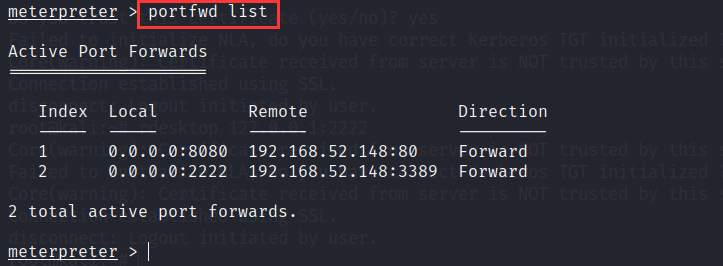 meterpreter > portfwd list
Active Port Forwards
====================
Index Local Remote Direction
----- ----- ------ ---------
1 0.0.0.0:8080 192.168.52.148:80 Forward
2 0.0.0.0:2222 192.168.52.148:3389 Forward
2 total active port forwards.
meterpreter >